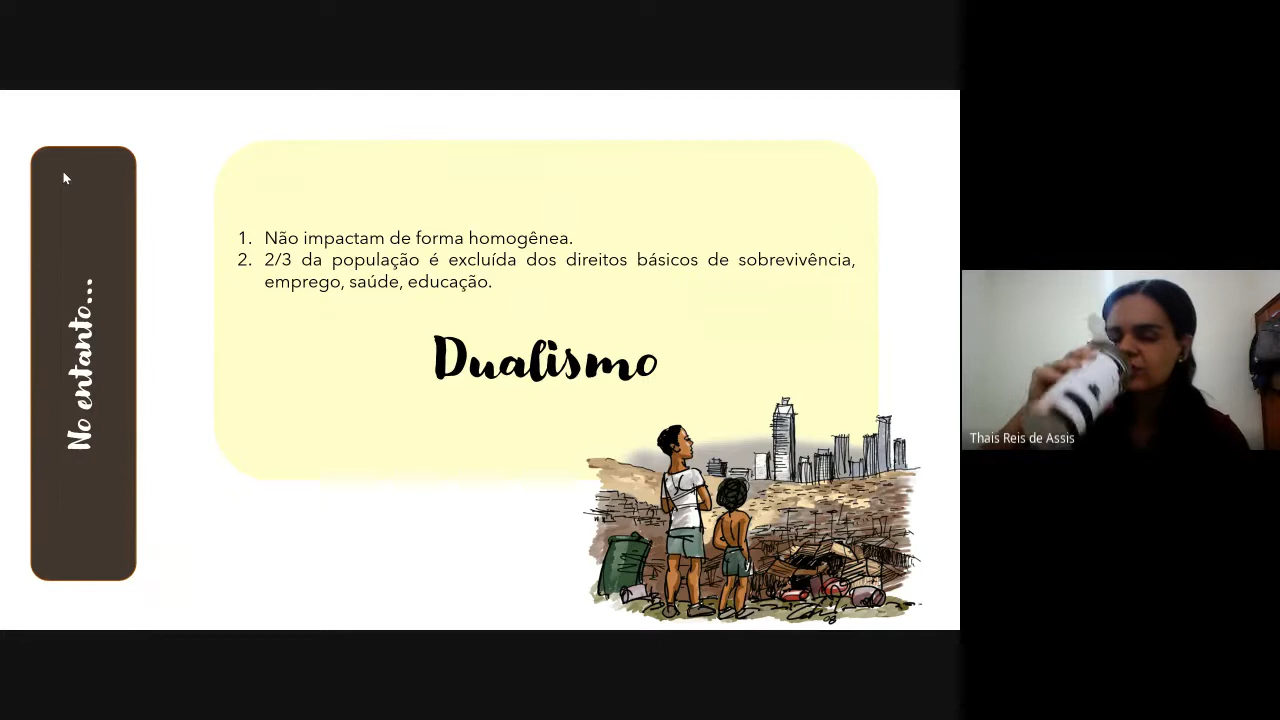 No entanto...
1. Não impactam de forma homogênea.
2. 2/3 da população é excluída dos direitos básicos de sobrevivência,
emprego, saúde, educação.
Dualismo
Thais Reis de Assis